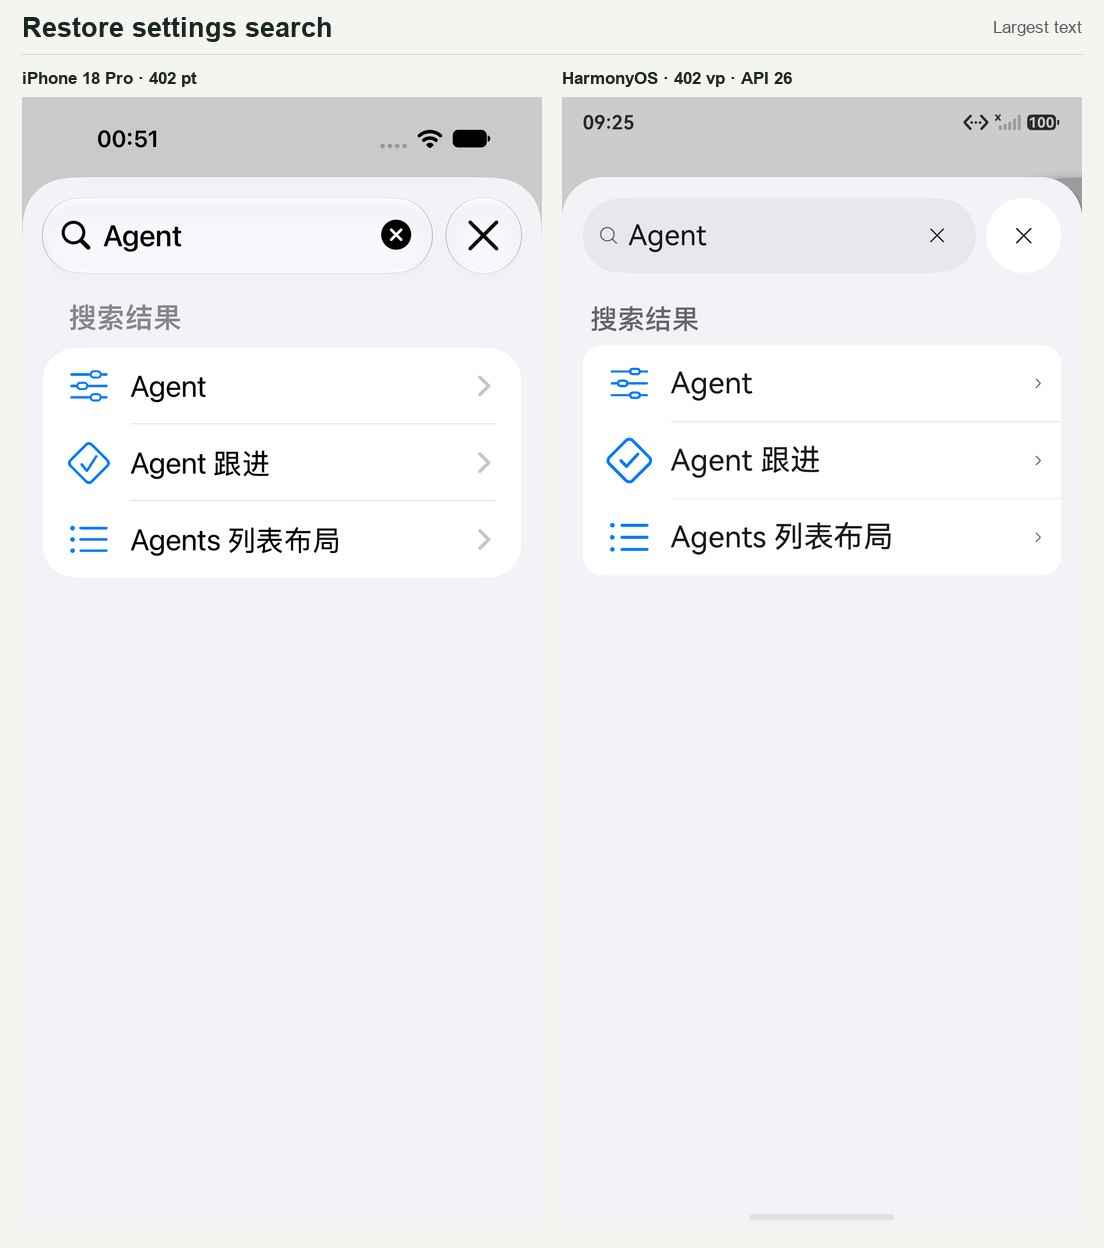 Restore settings search
Largest text
iPhone 18 Pro · 402 pt
00:51
Agent
搜索结果
Agent
Agent 跟进
Agents 列表布局
HarmonyOS · 402 vp · API 26
09:25
100
Agent
搜索结果
Agent
Agent 跟进
Agents 列表布局